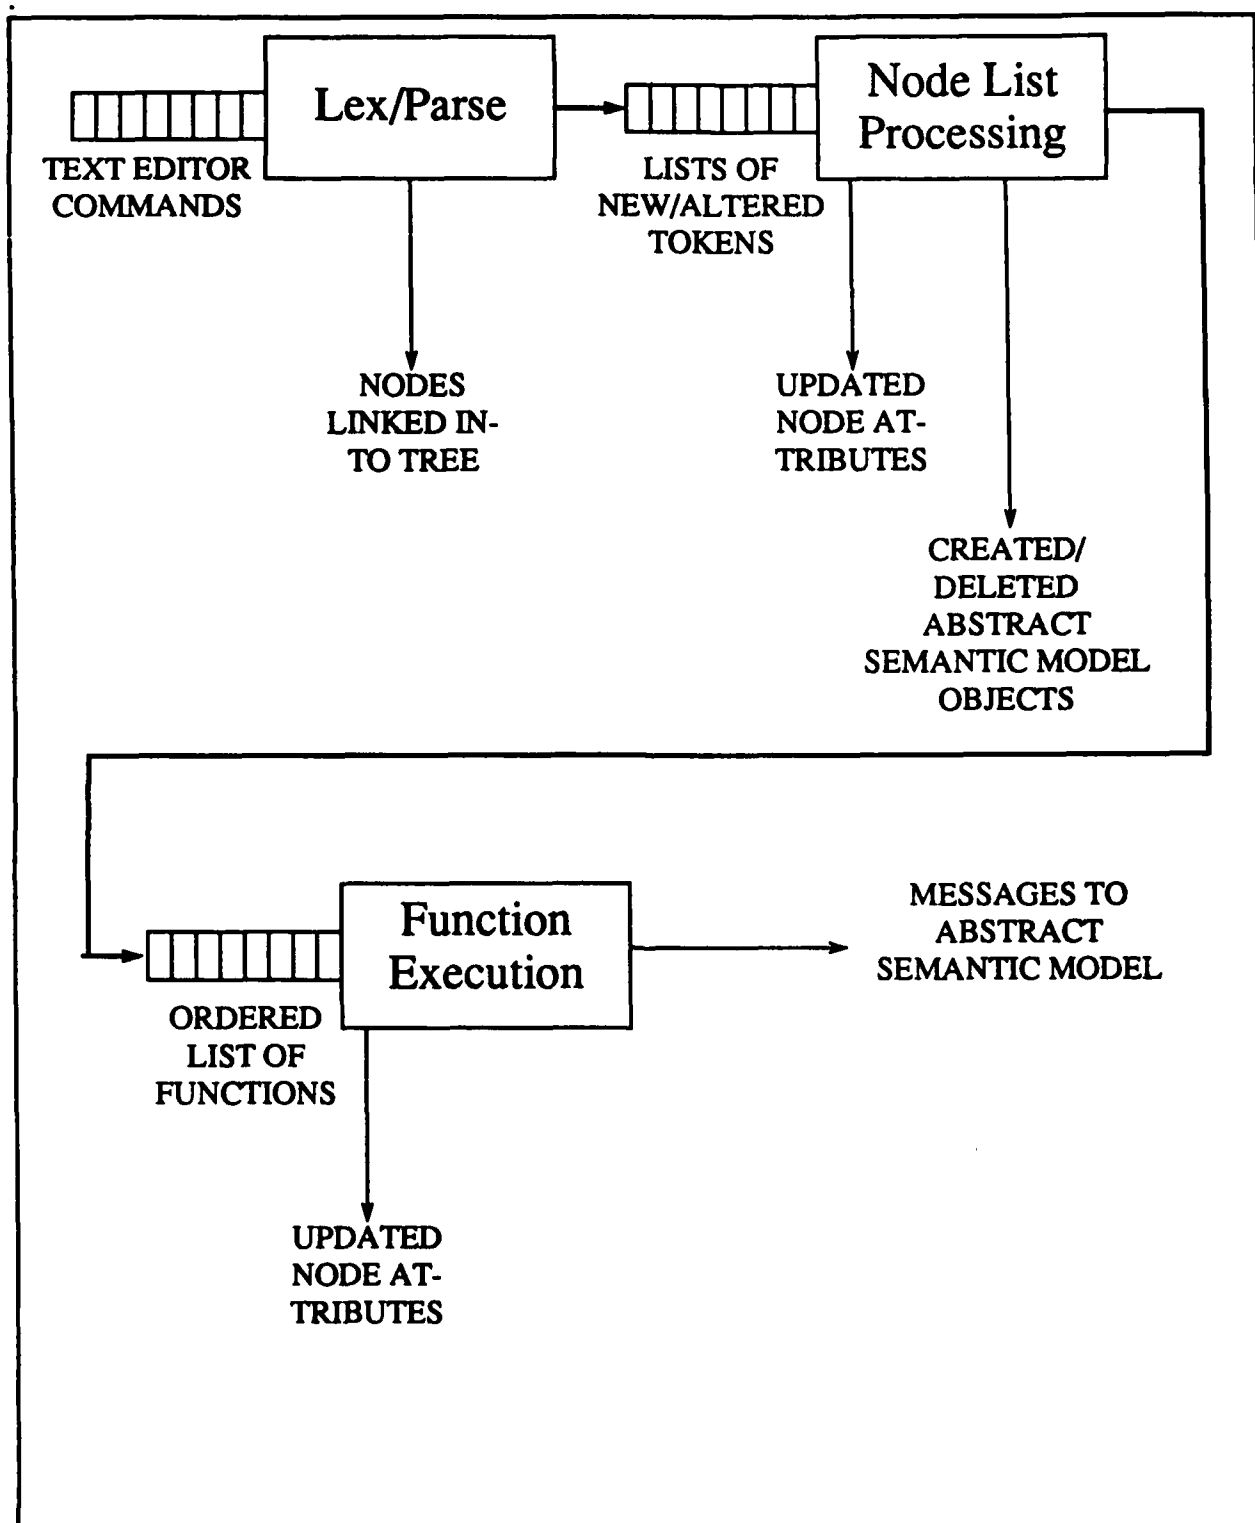 Lex/Parse
TEXT EDITOR
COMMANDS
Node List
Processing
LISTS OF
NEW/ALTERED
TOKENS
NODES
LINKED IN-
TO TREE
UPDATED
NODE AT-
TRIBUTES
CREATED/
DELETED
ABSTRACT
SEMANTIC MODEL
OBJECTS
Function
Execution
ORDERED
LIST OF
FUNCTIONS
MESSAGES TO
ABSTRACT
SEMANTIC MODEL
UPDATED
NODE AT-
TRIBUTES